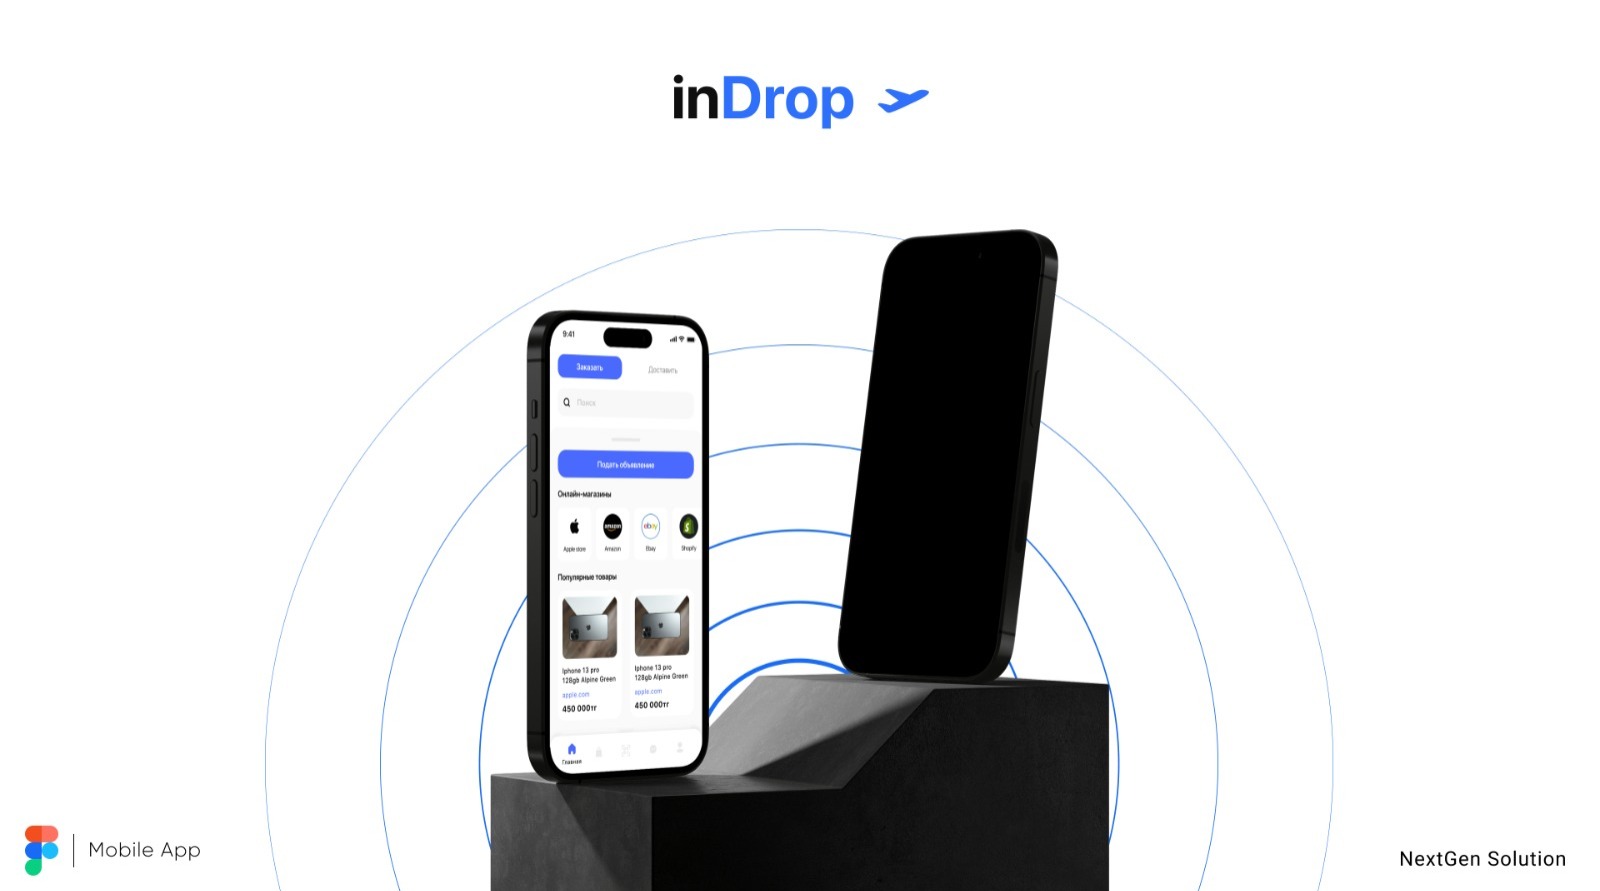 inDrop
9:41
Заказать
Доставить
Поиск
Подать объявление
Онлайн-магазины
Apple store
amazon
Amazon
ebay
Ebay
Shopify
Популярные товары
Iphone 13 pro
128gb Alpine Green
apple.com
450 000тг
Iphone 13 pro
128gb Alpine Green
apple.com
450 000тг
Главная
Mobile App
NextGen Solution